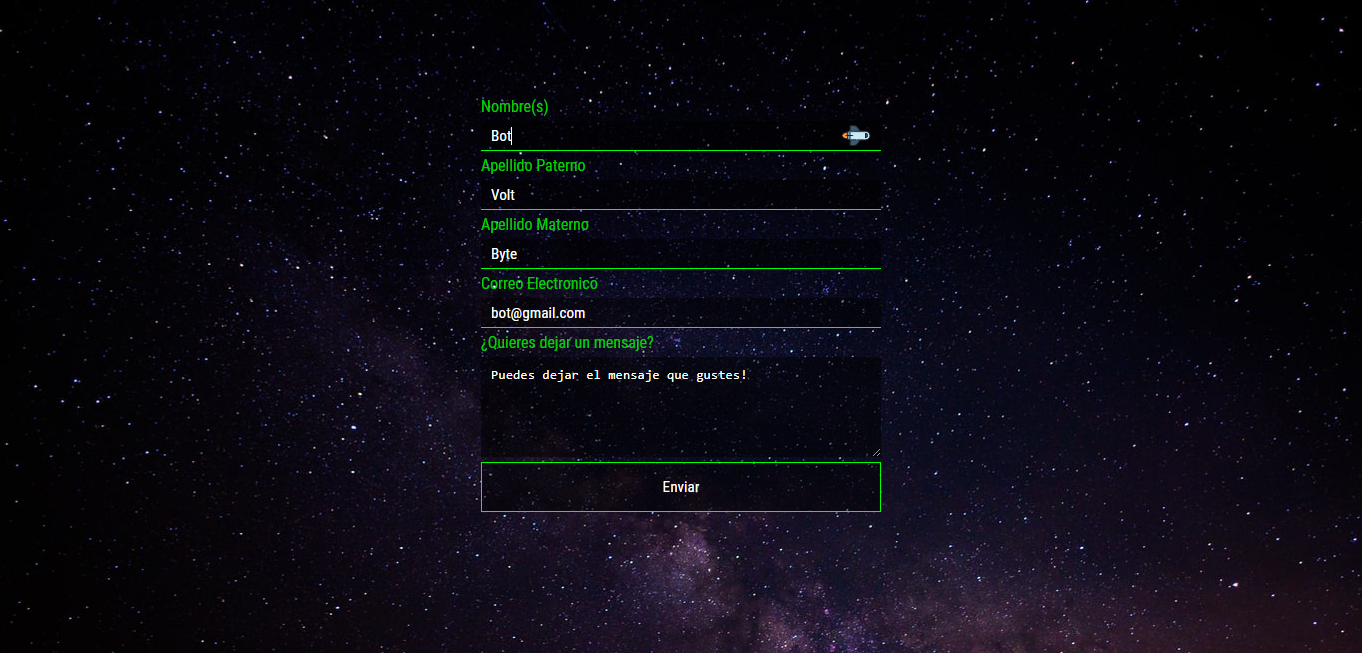 Nombre(s)
Bot
Apellido Paterno
Volt
Apellido Materno
Byte
Correo Electronico
bot@gmail.com
¿Quieres dejar un mensaje?
Puedes dejar el mensaje que gustes!
Enviar